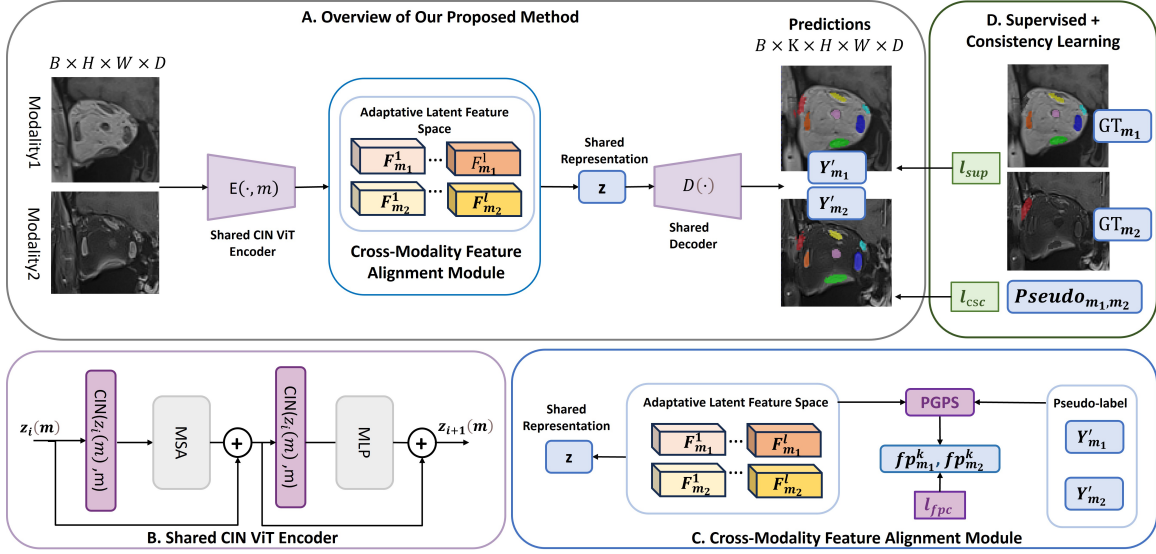 A. Overview of Our Proposed Method
B × H × W × D
Modality1
Modality2
E(·, m)
Shared CIN ViT
Encoder
Adaptative Latent Feature
Space
F^1_{m_1} ... F^l_{m_1}
F^1_{m_2} ... F^l_{m_2}
Cross-Modality Feature
Alignment Module
Shared
Representation
z
D(·)
Shared
Decoder
Predictions
B × K × H × W × D
Y'_{m_1}
Y'_{m_2}
D. Supervised +
Consistency Learning
GT_{m_1}
l_{sup}
GT_{m_2}
l_{csc}
Pseudo_{m_1,m_2}
z_i(m)
CIN(z_i(m),m)
MSA
+
CIN(z_i(m),m)
MLP
+
z_{i+1}(m)
B. Shared CIN ViT Encoder
Shared
Representation
z
Adaptative Latent Feature Space
F^1_{m_1} ... F^l_{m_1}
F^1_{m_2} ... F^l_{m_2}
PGPS
fp^k_{m_1}, fp^k_{m_2}
l_{fpc}
Pseudo-label
Y'_{m_1}
Y'_{m_2}
C. Cross-Modality Feature Alignment Module